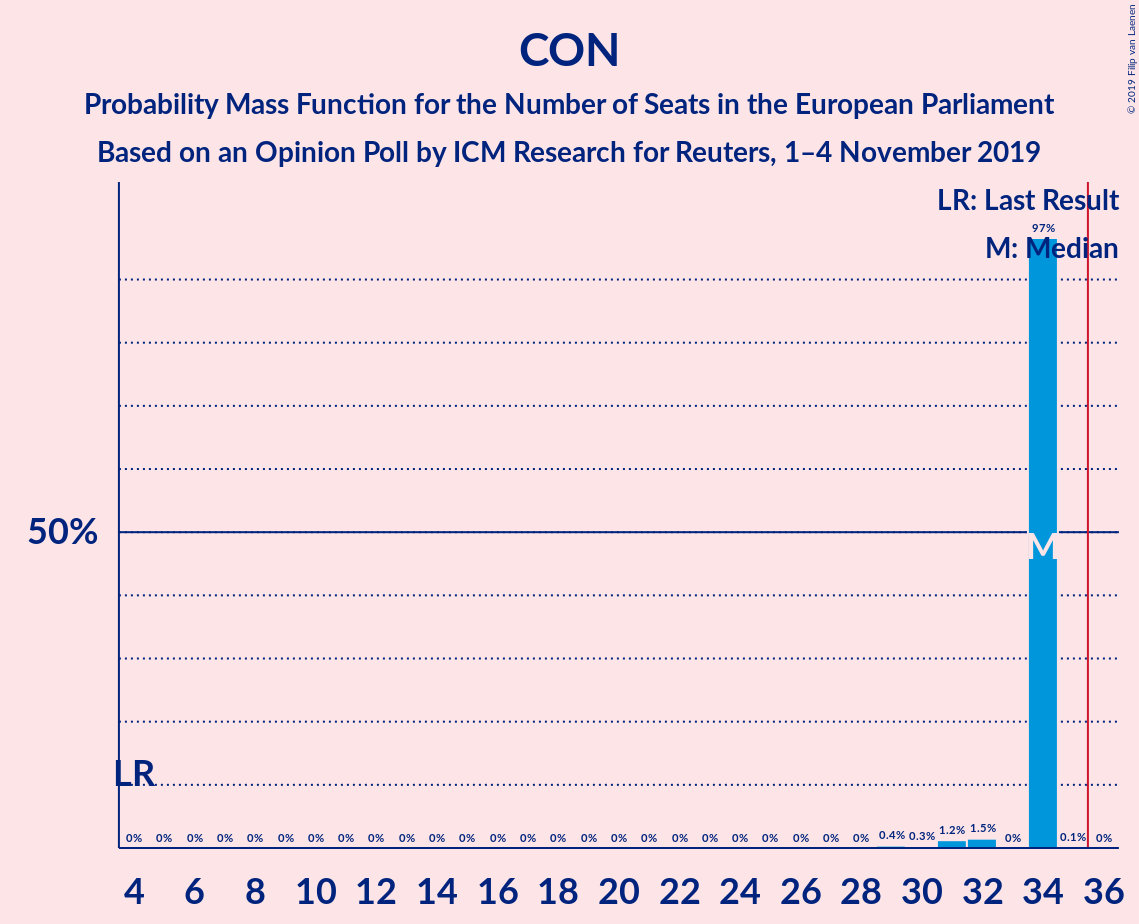 CON
Probability Mass Function for the Number of Seats in the European Parliament
Based on an Opinion Poll by ICM Research for Reuters, 1–4 November 2019
© 2019 Filip van Laenen
LR: Last Result
97%
M: Median
50%
M
LR
0% 0% 0% 0% 0% 0% 0% 0% 0% 0% 0% 0% 0% 0% 0% 0% 0% 0% 0% 0% 0% 0% 0% 0% 0% 0.4% 0.3% 1.2% 1.5% 0% 0.1% 0%
4 6 8 10 12 14 16 18 20 22 24 26 28 30 32 34 36